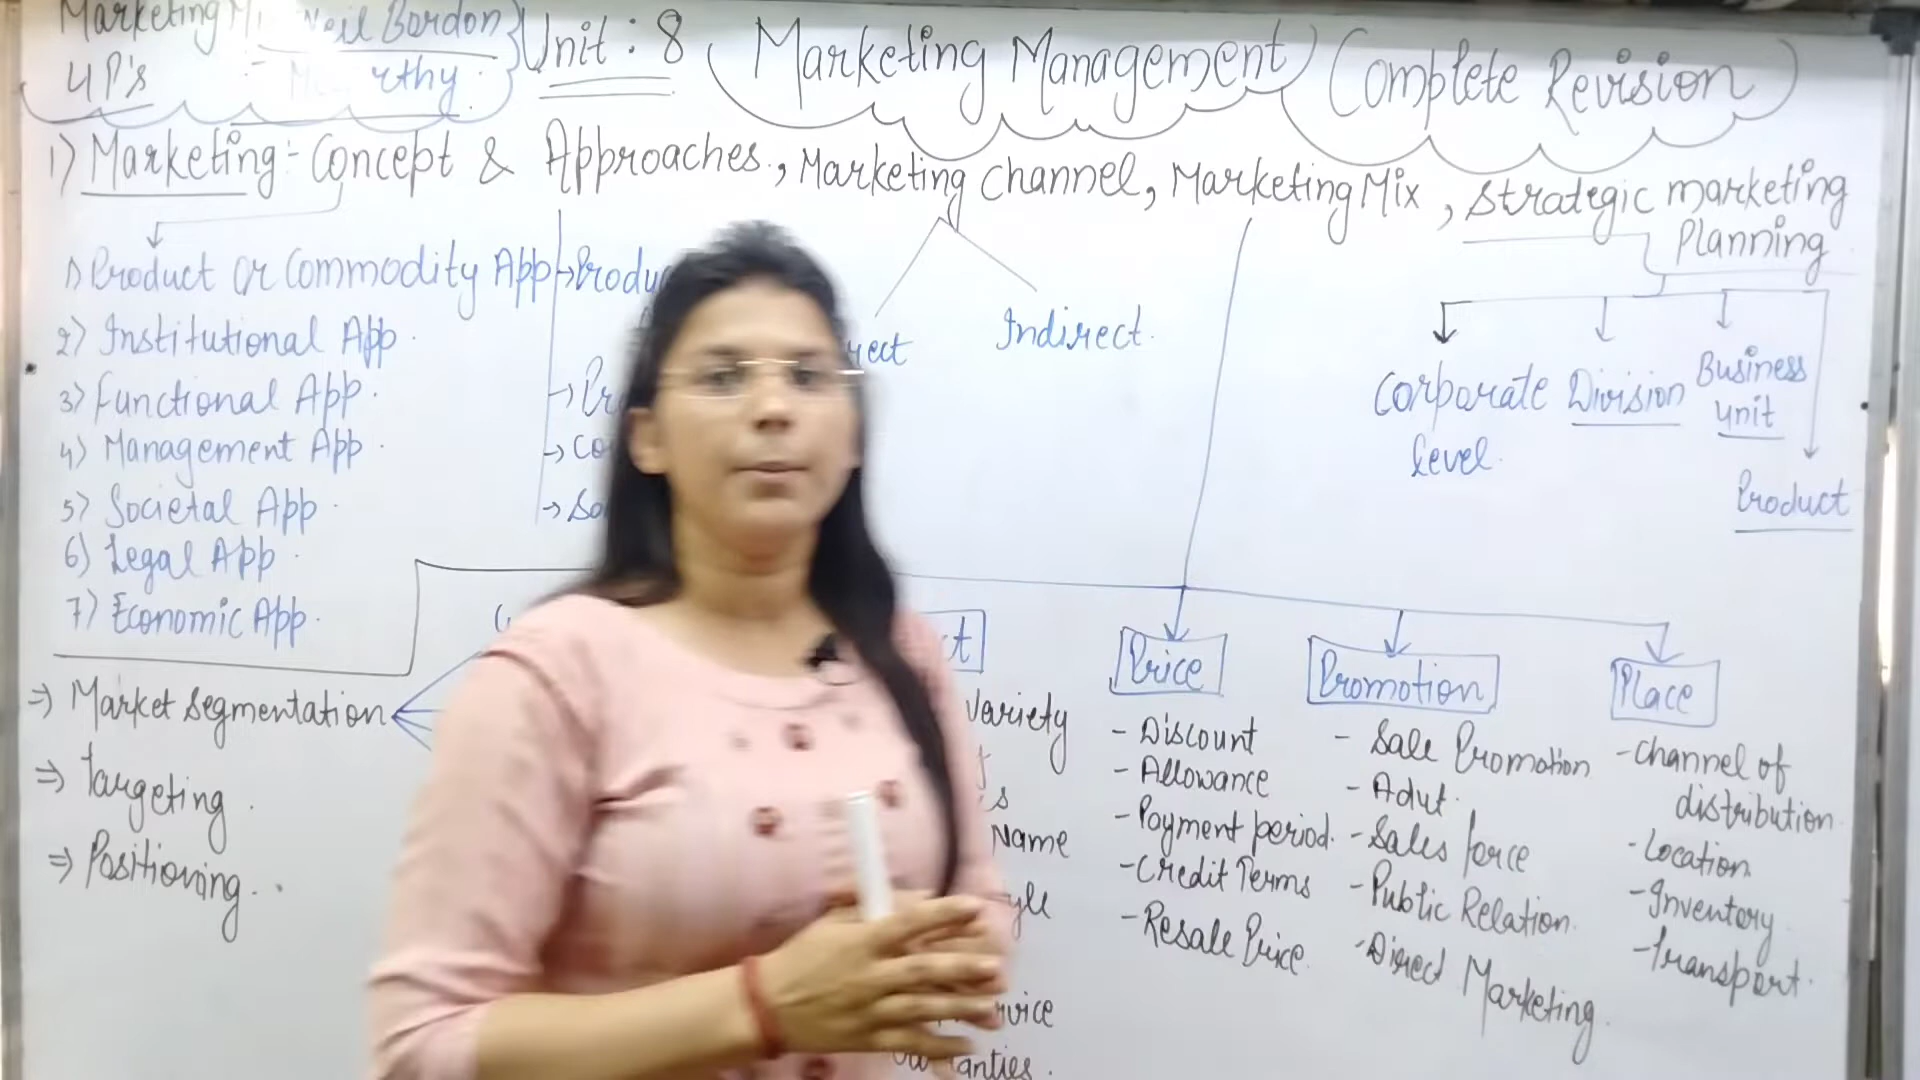 Marketing Neil Bordon
4P's rthy.
Unit : 8 (Marketing Management) Complete Revision
1) Marketing :- Concept & Approaches, Marketing Channel, Marketing Mix, Strategic marketing
Planning
1) Product or Commodity App
2) Institutional App.
3) Functional App.
4) Management App.
5) Societal App.
6) Legal App.
7) Economic App.
Indirect.
Corporate
level.
Division
Business
unit
Product
⇒ Market Segmentation
⇒ Targeting.
⇒ Positioning.
Variety
Name
Price
- Discount
- Allowance
- Payment period.
- Credit Terms
- Resale Price.
Promotion
- Sale Promotion
- Advt.
- Sales force
- Public Relation.
- Direct Marketing.
Place
- Channel of
distribution.
- Location
- Inventory
- Transport.